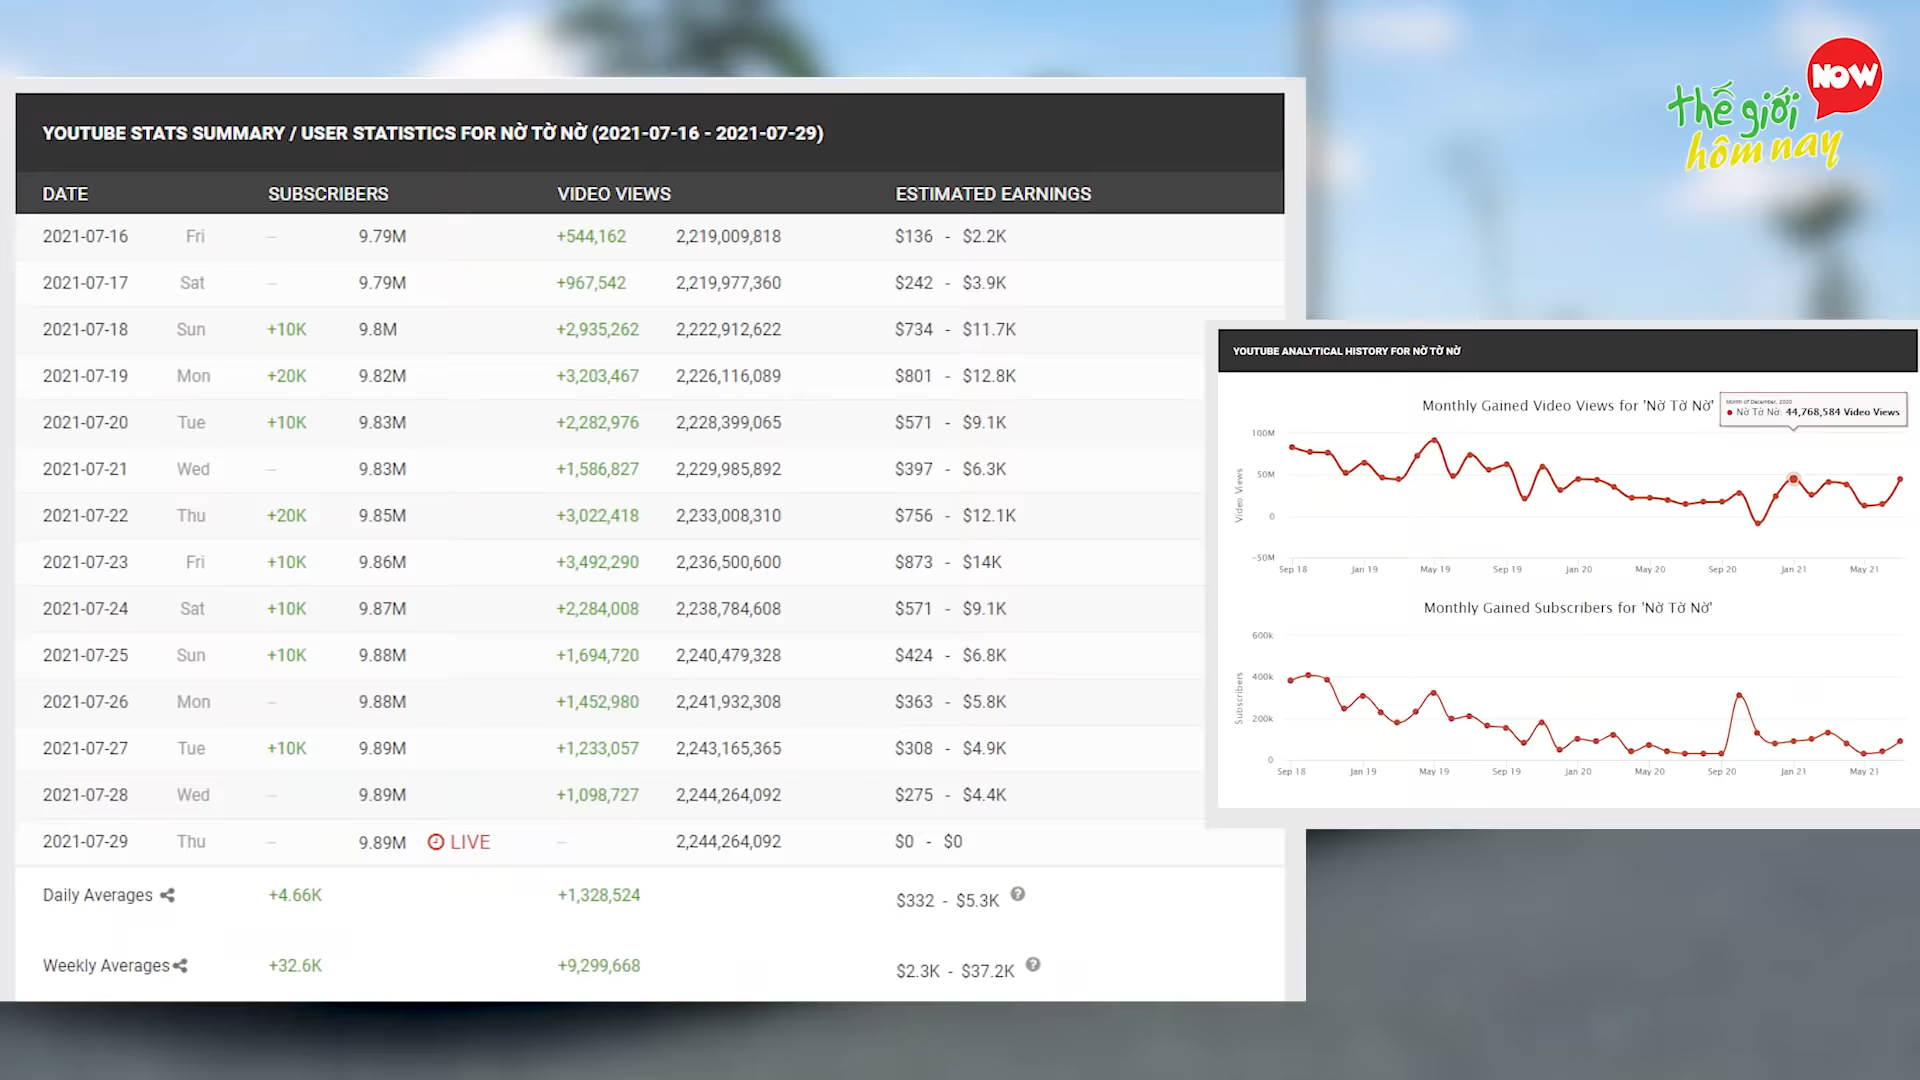 NOW
thế giới
hôm nay
YOUTUBE STATS SUMMARY / USER STATISTICS FOR NỜ TỜ NỜ (2021-07-16 - 2021-07-29)
DATE SUBSCRIBERS VIDEO VIEWS ESTIMATED EARNINGS
2021-07-16 Fri – 9.79M +544,162 2,219,009,818 $136 - $2.2K
2021-07-17 Sat – 9.79M +967,542 2,219,977,360 $242 - $3.9K
2021-07-18 Sun +10K 9.8M +2,935,262 2,222,912,622 $734 - $11.7K
2021-07-19 Mon +20K 9.82M +3,203,467 2,226,116,089 $801 - $12.8K
2021-07-20 Tue +10K 9.83M +2,282,976 2,228,399,065 $571 - $9.1K
2021-07-21 Wed – 9.83M +1,586,827 2,229,985,892 $397 - $6.3K
2021-07-22 Thu +20K 9.85M +3,022,418 2,233,008,310 $756 - $12.1K
2021-07-23 Fri +10K 9.86M +3,492,290 2,236,500,600 $873 - $14K
2021-07-24 Sat +10K 9.87M +2,284,008 2,238,784,608 $571 - $9.1K
2021-07-25 Sun +10K 9.88M +1,694,720 2,240,479,328 $424 - $6.8K
2021-07-26 Mon – 9.88M +1,452,980 2,241,932,308 $363 - $5.8K
2021-07-27 Tue +10K 9.89M +1,233,057 2,243,165,365 $308 - $4.9K
2021-07-28 Wed – 9.89M +1,098,727 2,244,264,092 $275 - $4.4K
2021-07-29 Thu – 9.89M LIVE – 2,244,264,092 $0 - $0
Daily Averages +4.66K +1,328,524 $332 - $5.3K ?
Weekly Averages +32.6K +9,299,668 $2.3K - $37.2K ?
YOUTUBE ANALYTICAL HISTORY FOR NỜ TỜ NỜ
Monthly Gained Video Views for 'Nờ Tờ Nờ'
Month of December, 2020
Nờ Tờ Nờ: 44,768,584 Video Views
Video Views
100M
50M
0
-50M
Sep 18 Jan 19 May 19 Sep 19 Jan 20 May 20 Sep 20 Jan 21 May 21
Monthly Gained Subscribers for 'Nờ Tờ Nờ'
Subscribers
600k
400k
200k
0
Sep 18 Jan 19 May 19 Sep 19 Jan 20 May 20 Sep 20 Jan 21 May 21